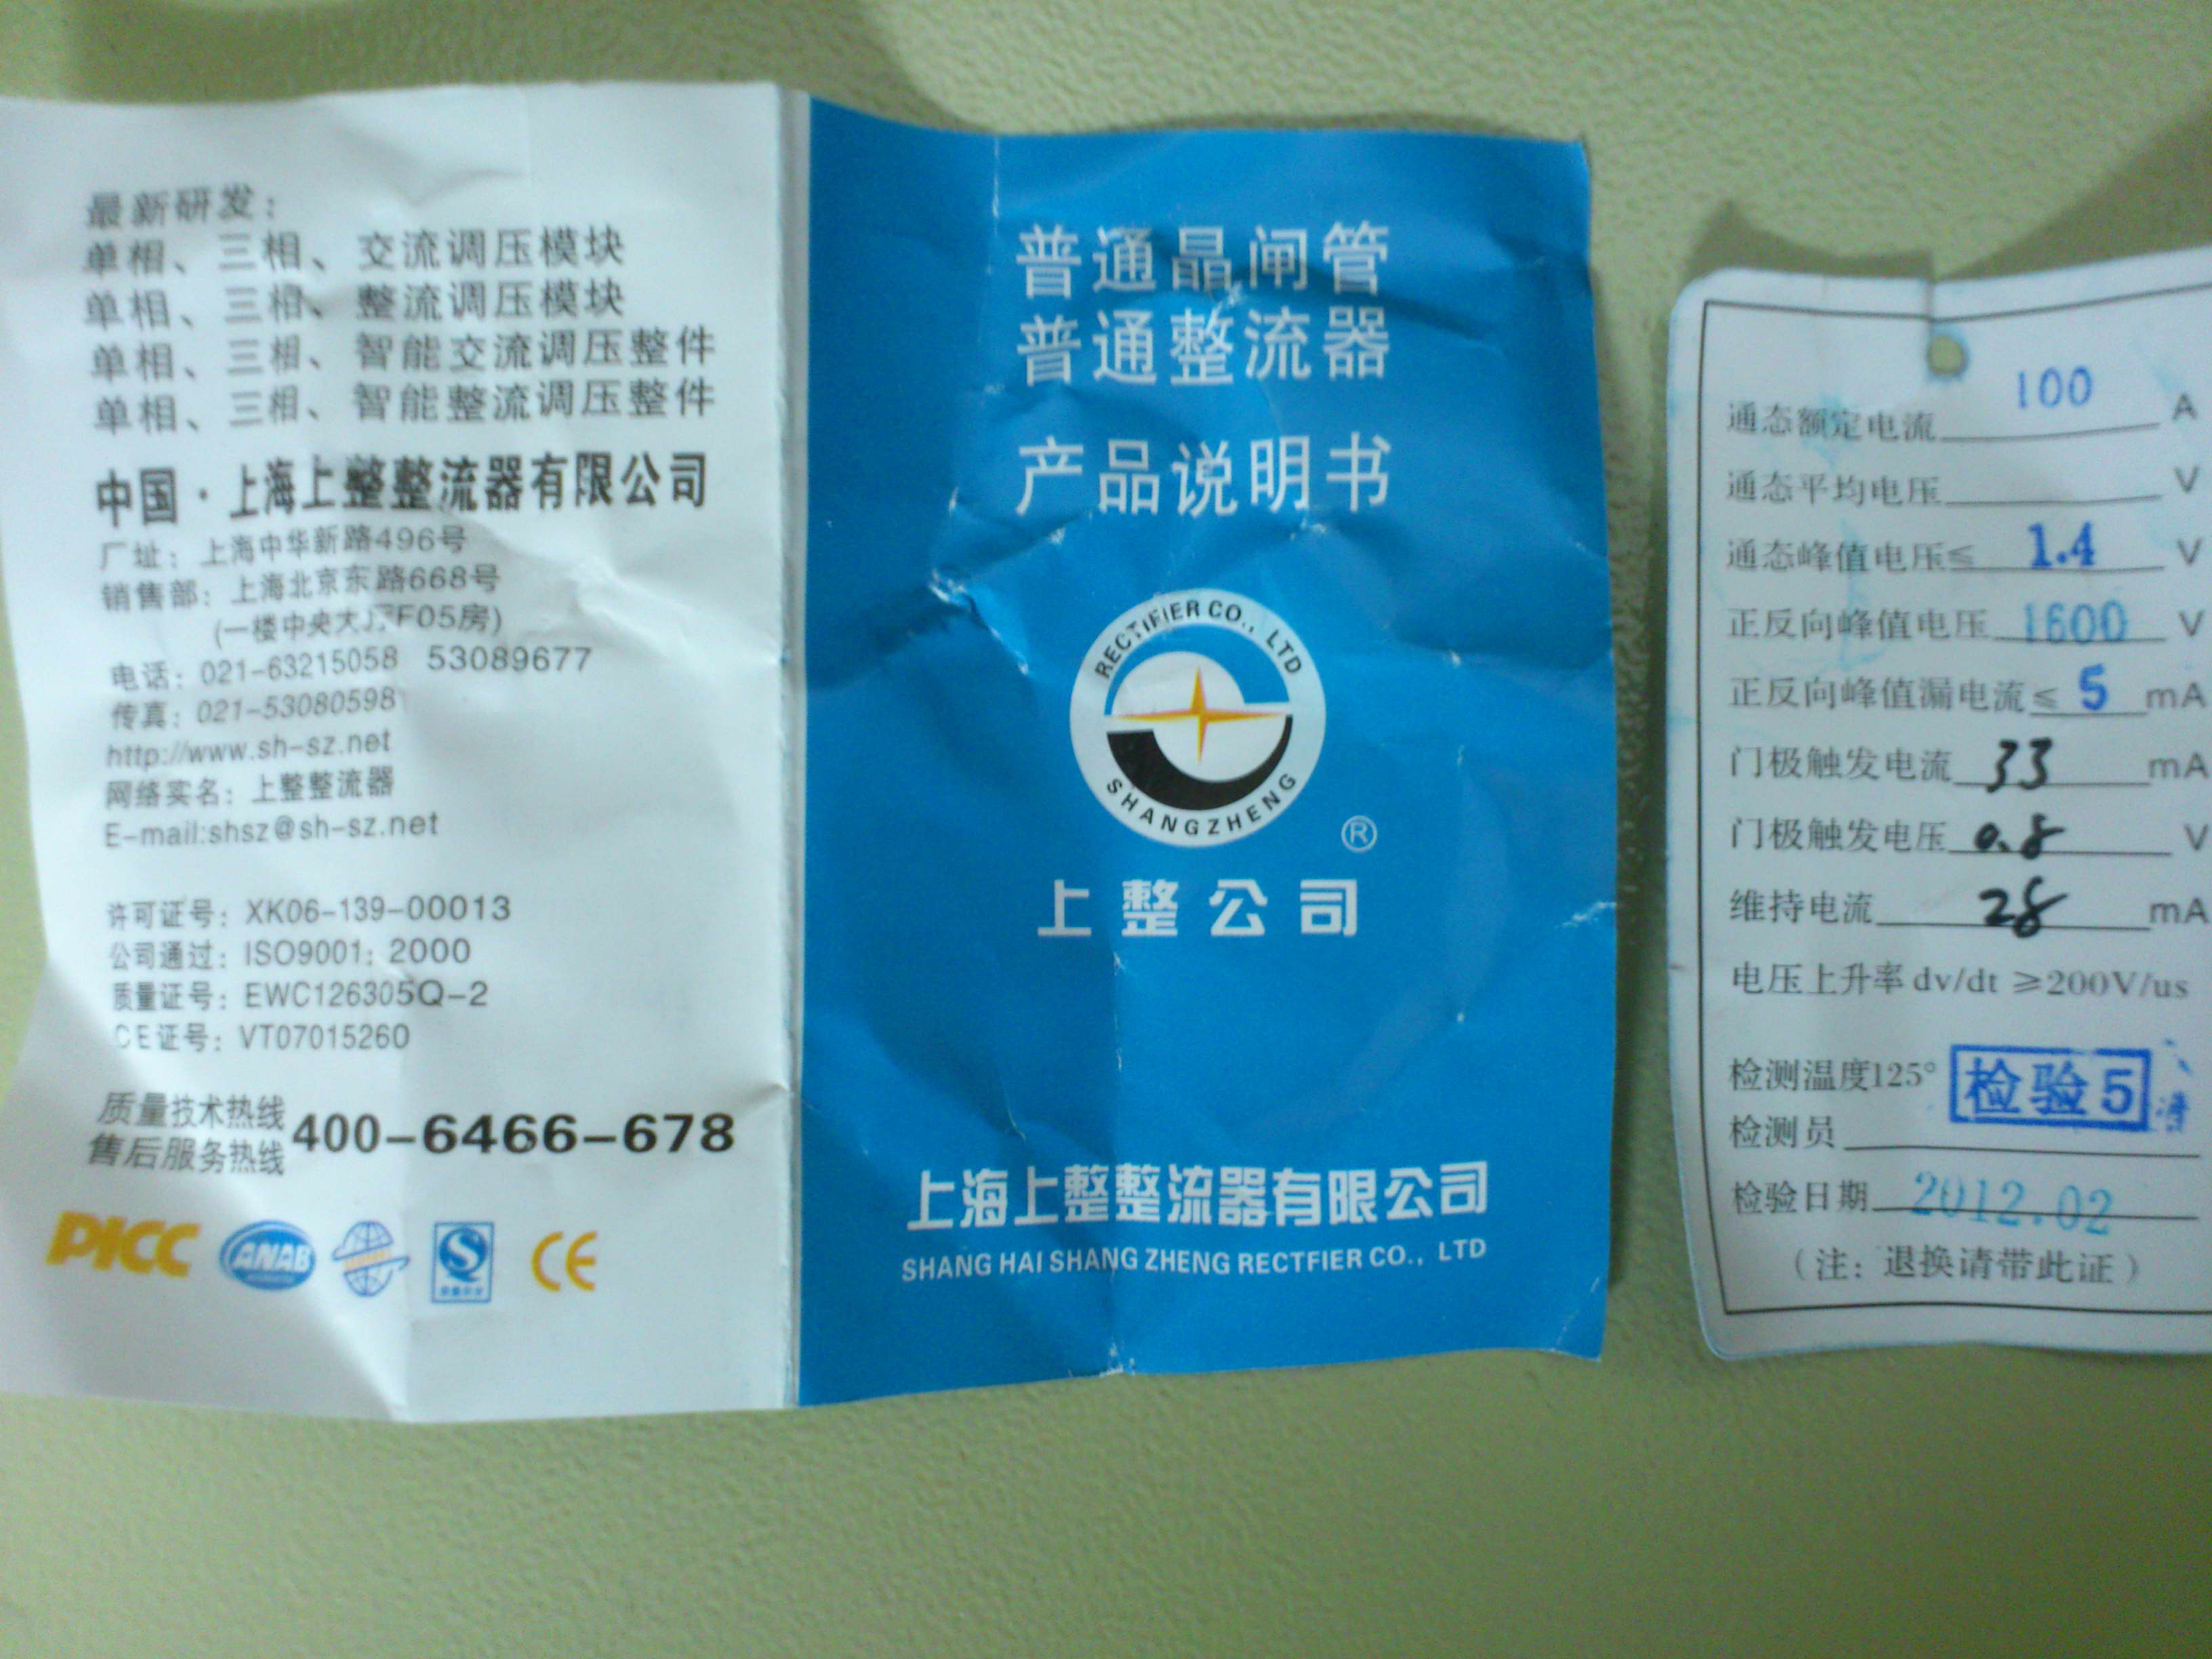 最新研发：
单相、三相、交流调压模块
单相、三相、整流调压模块
单相、三相、智能交流调压整件
单相、三相、智能整流调压整件
中国·上海上整整流器有限公司
厂址：上海中华新路496号
销售部：上海北京东路668号
(一楼中央大厅F05房)
电话：021-63215058 53089677
传真：021-53080598
http://www.sh-sz.net
网络实名：上整整流器
E-mail:shsz@sh-sz.net
许可证号：XK06-139-00013
公司通过：ISO9001：2000
质量证号：EWC126305Q-2
CE证号：VT07015260
质量技术热线
售后服务热线
400-6466-678
PICC
ANAB
CE
普通晶闸管
普通整流器
产品说明书
RECTIFIER CO., LTD
SHANGZHENG
®
上整公司
上海上整整流器有限公司
SHANG HAI SHANG ZHENG RECTFIER CO., LTD
通态额定电流 100 A
通态平均电压 V
通态峰值电压≤ 1.4 V
正反向峰值电压 1600 V
正反向峰值漏电流≤ 5 mA
门极触发电流 33 mA
门极触发电压 0.8 V
维持电流 28 mA
电压上升率 dv/dt ≥200V/us
检测温度125°
检验5
检测员
检验日期 2012.02
（注：退换请带此证）